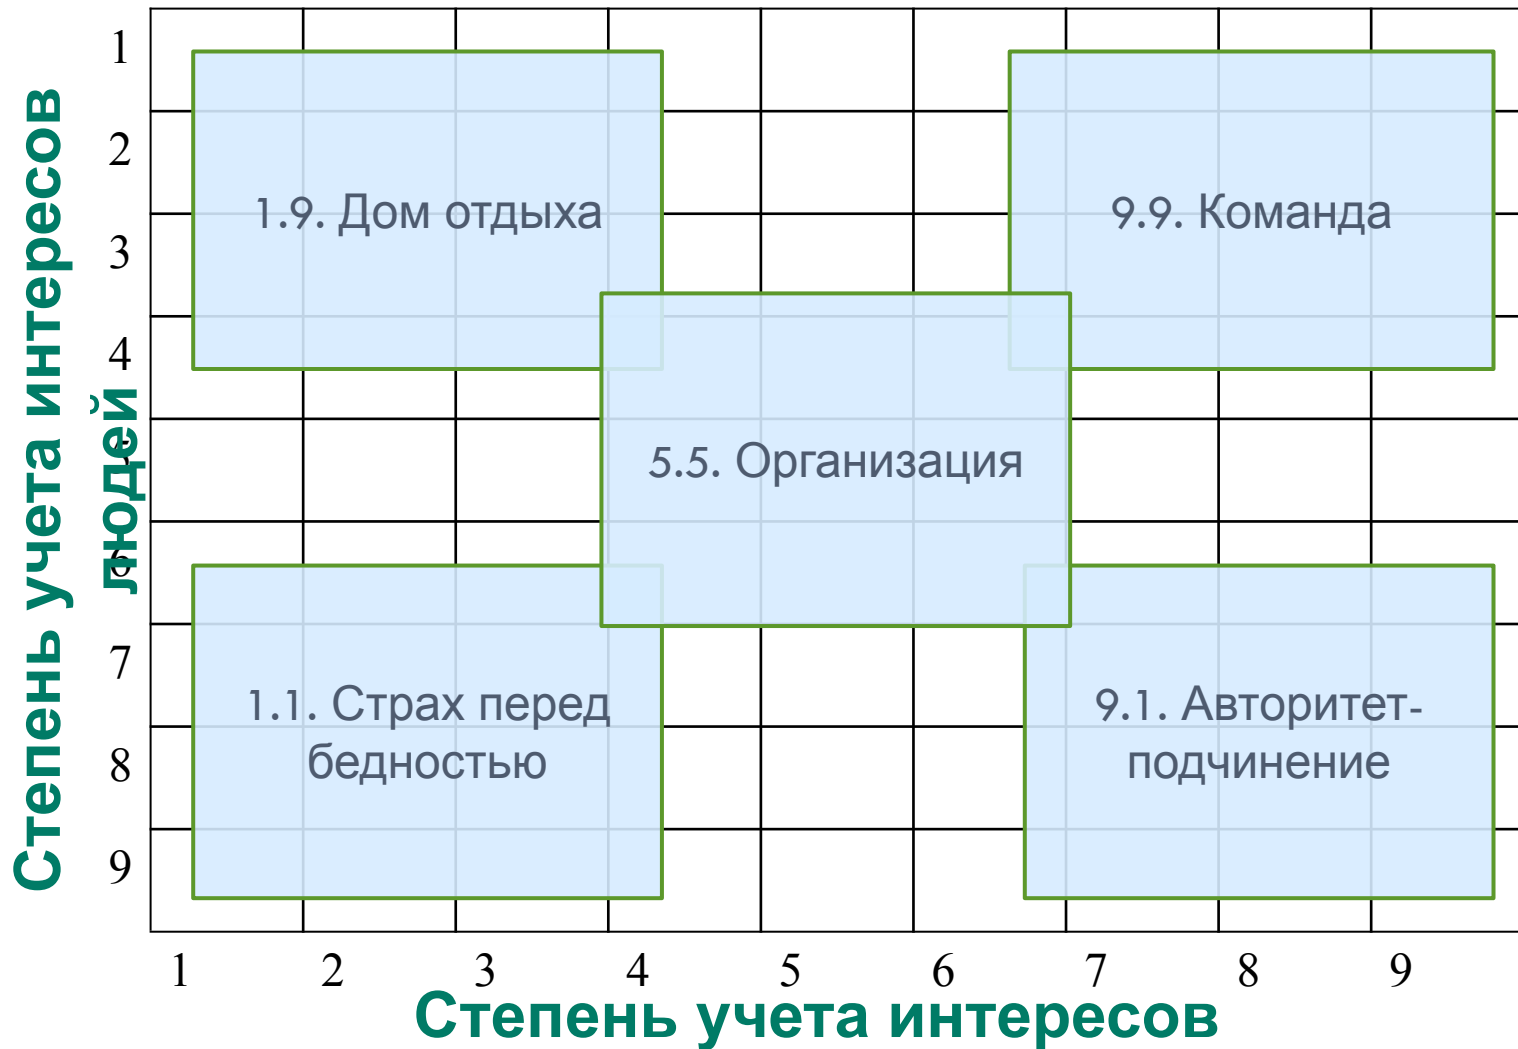 Степень учета интересов
людей
1
2
3
4
5
6
7
8
9
1.9. Дом отдыха
9.9. Команда
5.5. Организация
1.1. Страх перед
бедностью
9.1. Авторитет-
подчинение
1 2 3 4 5 6 7 8 9
Степень учета интересов